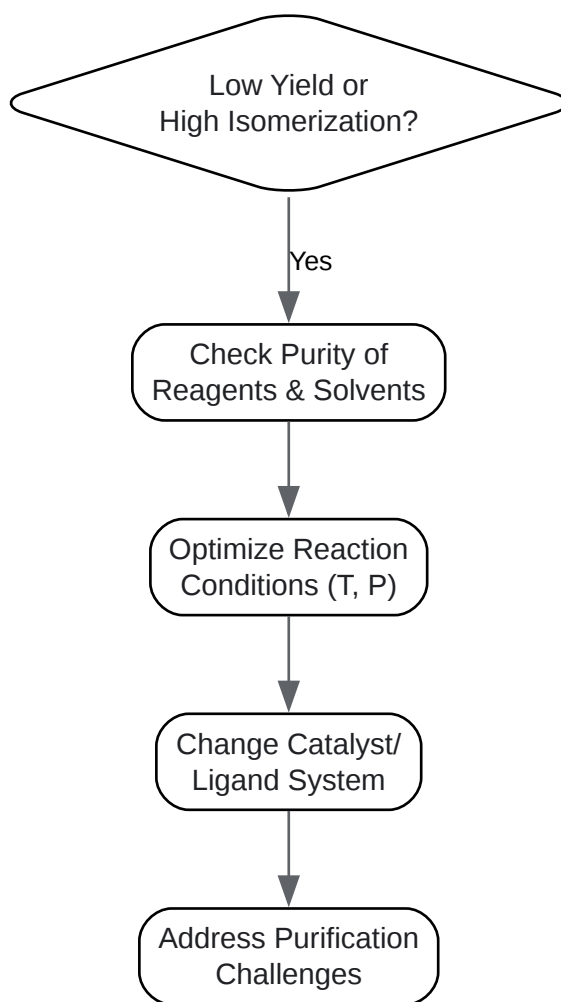 Low Yield or
High Isomerization?
Yes
Check Purity of
Reagents & Solvents
Optimize Reaction
Conditions (T, P)
Change Catalyst/
Ligand System
Address Purification
Challenges